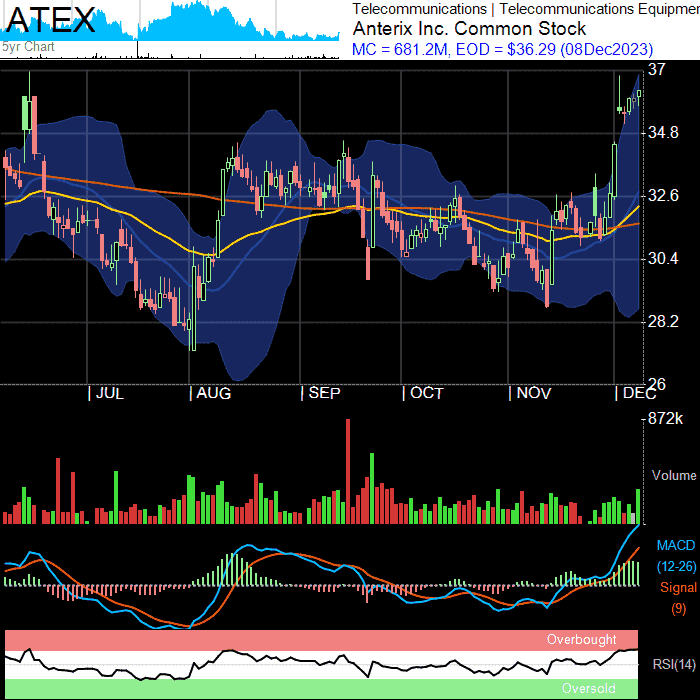 ATEX
5yr Chart
Telecommunications | Telecommunications Equipmen
Anterix Inc. Common Stock
MC = 681.2M, EOD = $36.29 (08Dec2023)
37
34.8
32.6
30.4
28.2
26
| JUL | AUG | SEP | OCT | NOV | DEC
872k
Volume
MACD
(12-26)
Signal
(9)
Overbought
RSI(14)
Oversold